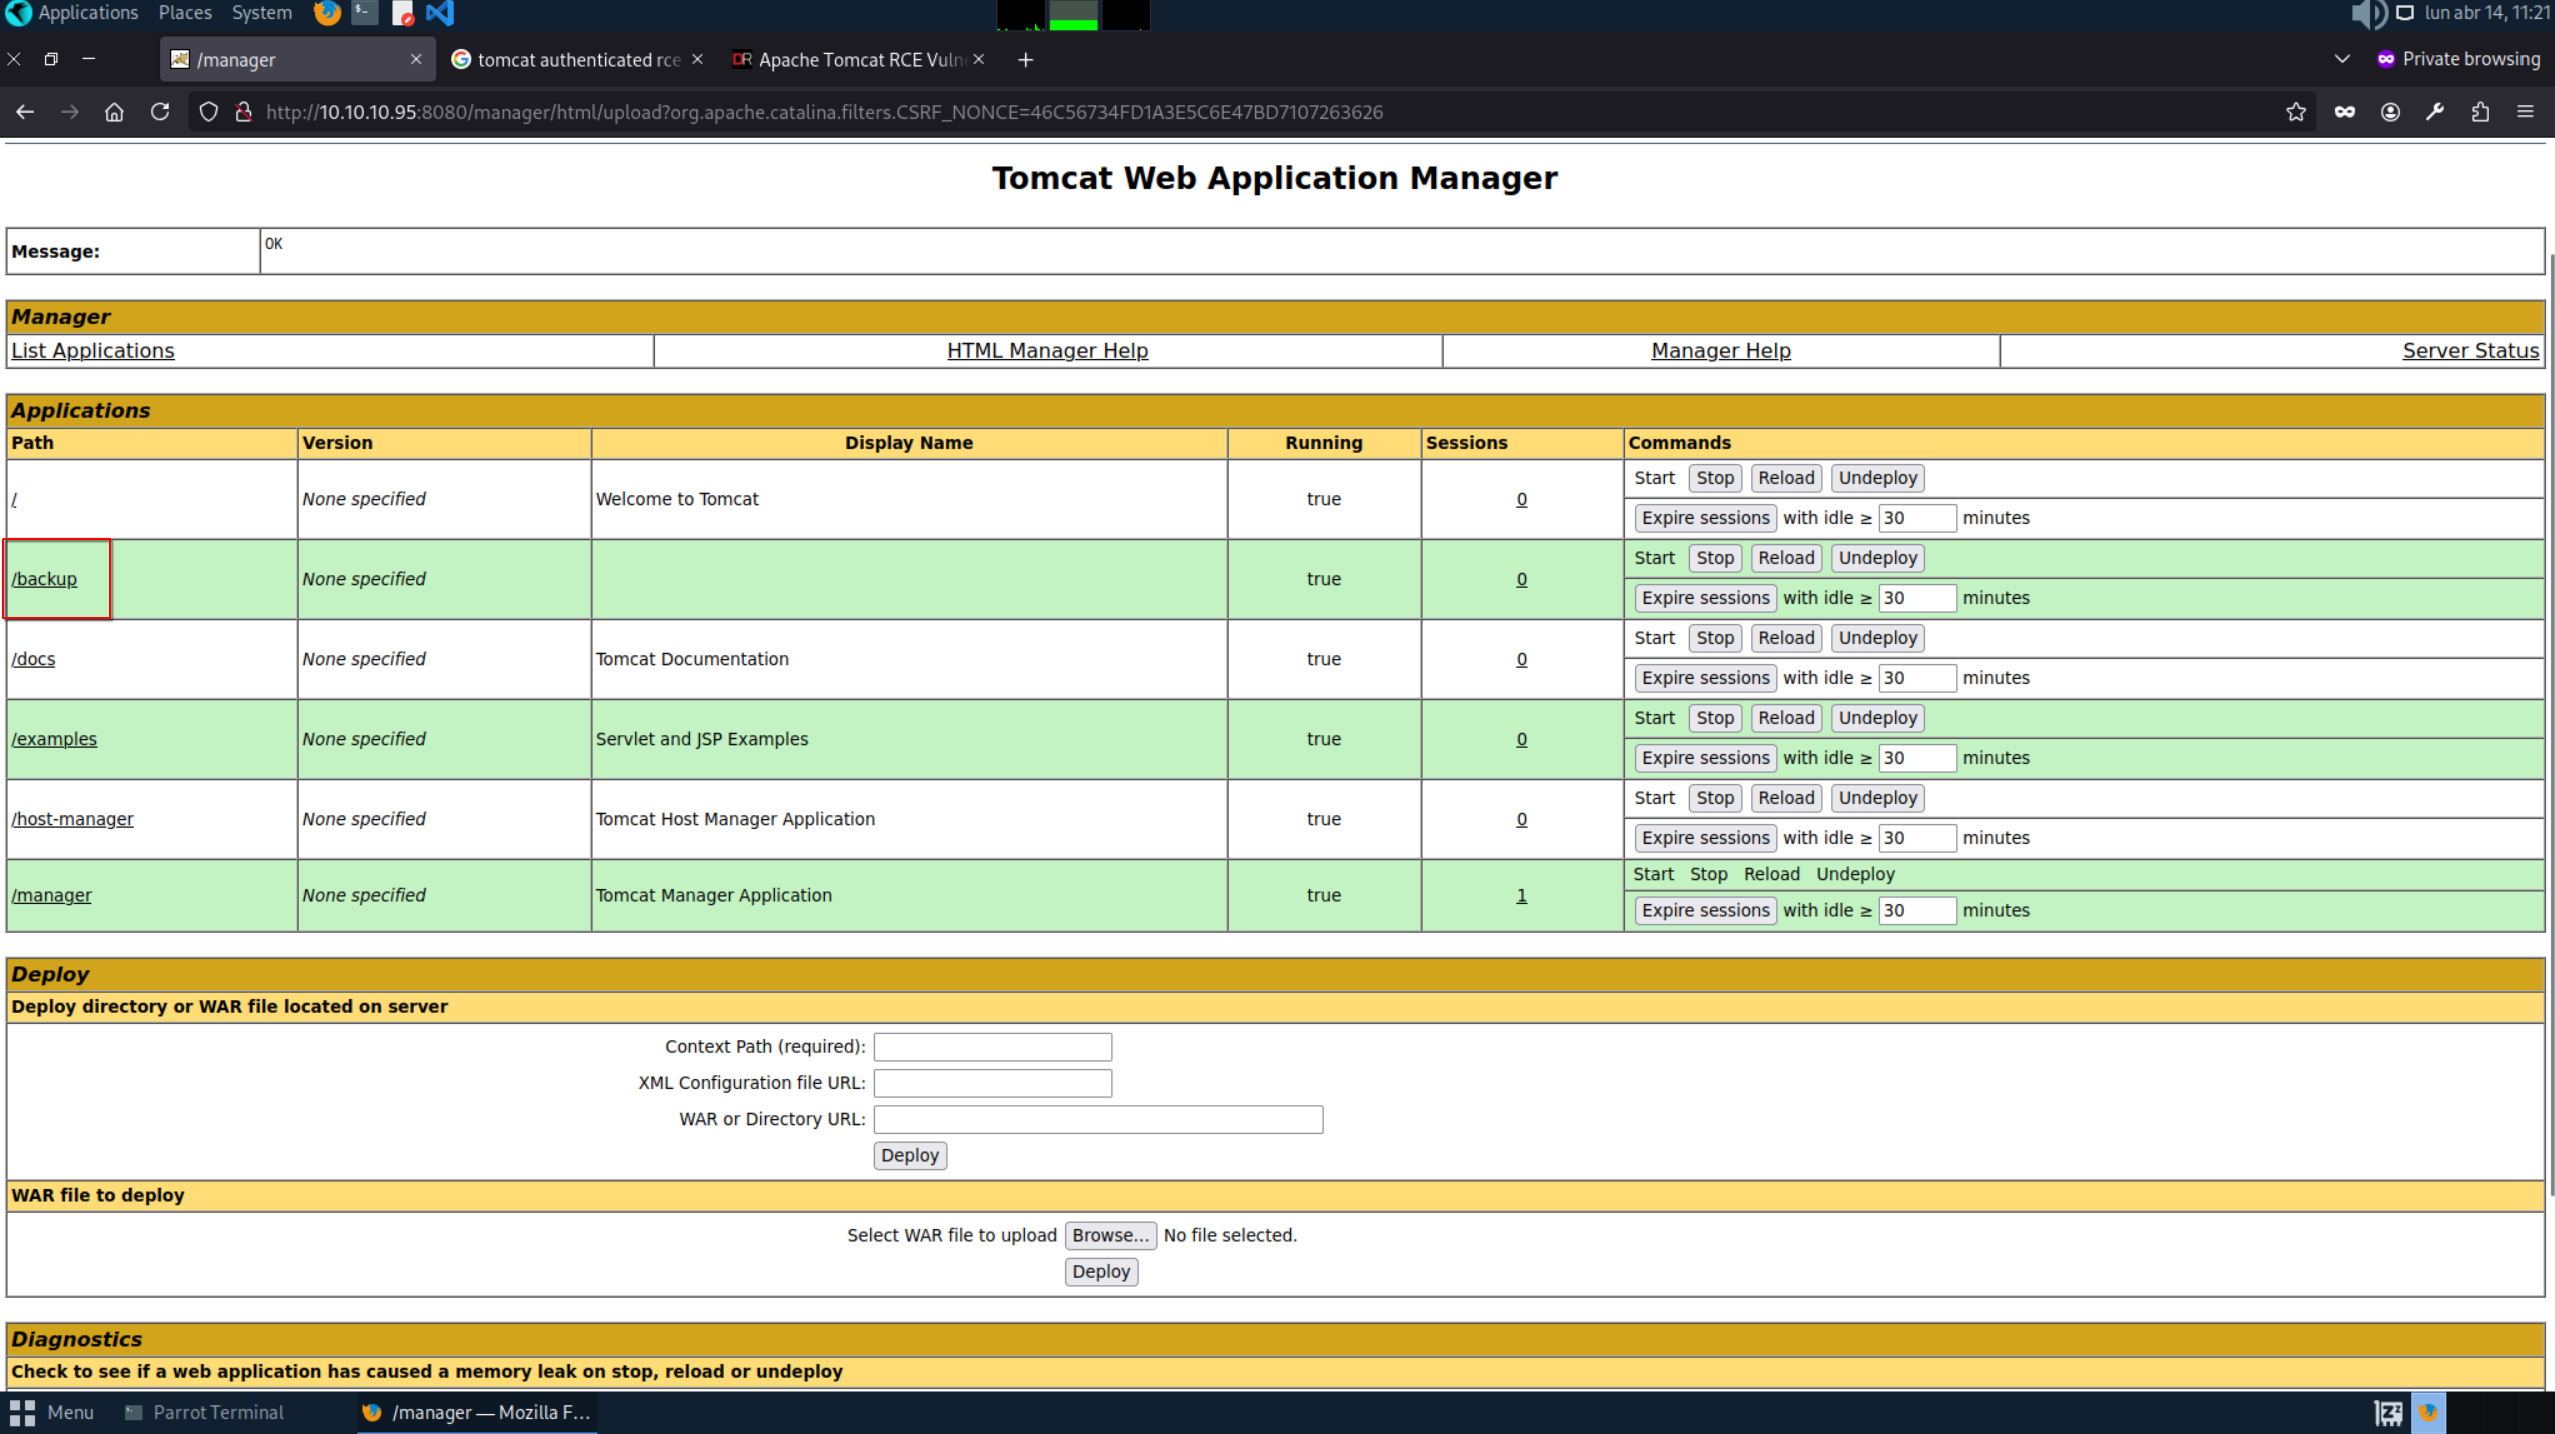 Applications Places System lun abr 14, 11:21
/manager tomcat authenticated rce Apache Tomcat RCE Vuln Private browsing
http://10.10.10.95:8080/manager/html/upload?org.apache.catalina.filters.CSRF_NONCE=46C56734FD1A3E5C6E47BD7107263626
Tomcat Web Application Manager
Message: OK
Manager
List Applications HTML Manager Help Manager Help Server Status
Applications
Path Version Display Name Running Sessions Commands
/ None specified Welcome to Tomcat true 0 Start Stop Reload Undeploy
Expire sessions with idle ≥ 30 minutes
/backup None specified true 0 Start Stop Reload Undeploy
Expire sessions with idle ≥ 30 minutes
/docs None specified Tomcat Documentation true 0 Start Stop Reload Undeploy
Expire sessions with idle ≥ 30 minutes
/examples None specified Servlet and JSP Examples true 0 Start Stop Reload Undeploy
Expire sessions with idle ≥ 30 minutes
/host-manager None specified Tomcat Host Manager Application true 0 Start Stop Reload Undeploy
Expire sessions with idle ≥ 30 minutes
/manager None specified Tomcat Manager Application true 1 Start Stop Reload Undeploy
Expire sessions with idle ≥ 30 minutes
Deploy
Deploy directory or WAR file located on server
Context Path (required):
XML Configuration file URL:
WAR or Directory URL:
Deploy
WAR file to deploy
Select WAR file to upload Browse... No file selected.
Deploy
Diagnostics
Check to see if a web application has caused a memory leak on stop, reload or undeploy
Menu Parrot Terminal /manager — Mozilla F...